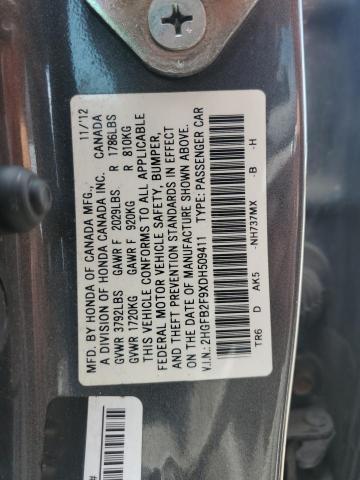 MFD. BY HONDA OF CANADA MFG., 11/'12
A DIVISION OF HONDA CANADA INC. CANADA
GVWR 3792LBS GAWR F 2029LBS R 1786LBS
GVWR 1720KG GAWR F 920KG R 810KG
THIS VEHICLE CONFORMS TO ALL APPLICABLE
FEDERAL MOTOR VEHICLE SAFETY, BUMPER,
AND THEFT PREVENTION STANDARDS IN EFFECT
ON THE DATE OF MANUFACTURE SHOWN ABOVE.
V.I.N.: 2HGFB2F9XDH509411 TYPE: PASSENGER CAR
TR6 D AK5 -NH737MX -B -H